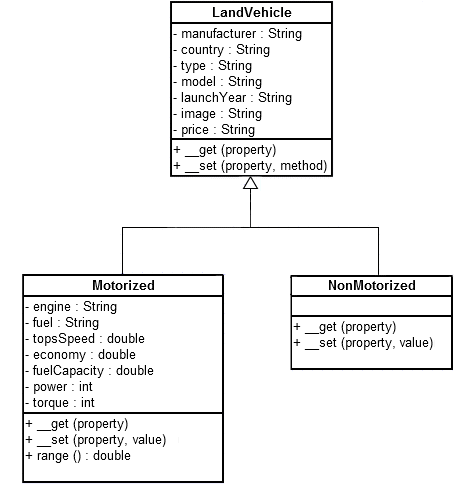 LandVehicle
- manufacturer : String
- country : String
- type : String
- model : String
- launchYear : String
- image : String
- price : String
+ __get (property)
+ __set (property, method)
Motorized
- engine : String
- fuel : String
- topsSpeed : double
- economy : double
- fuelCapacity : double
- power : int
- torque : int
+ __get (property)
+ __set (property, value)
+ range () : double
NonMotorized
+ __get (property)
+ __set (property, value)